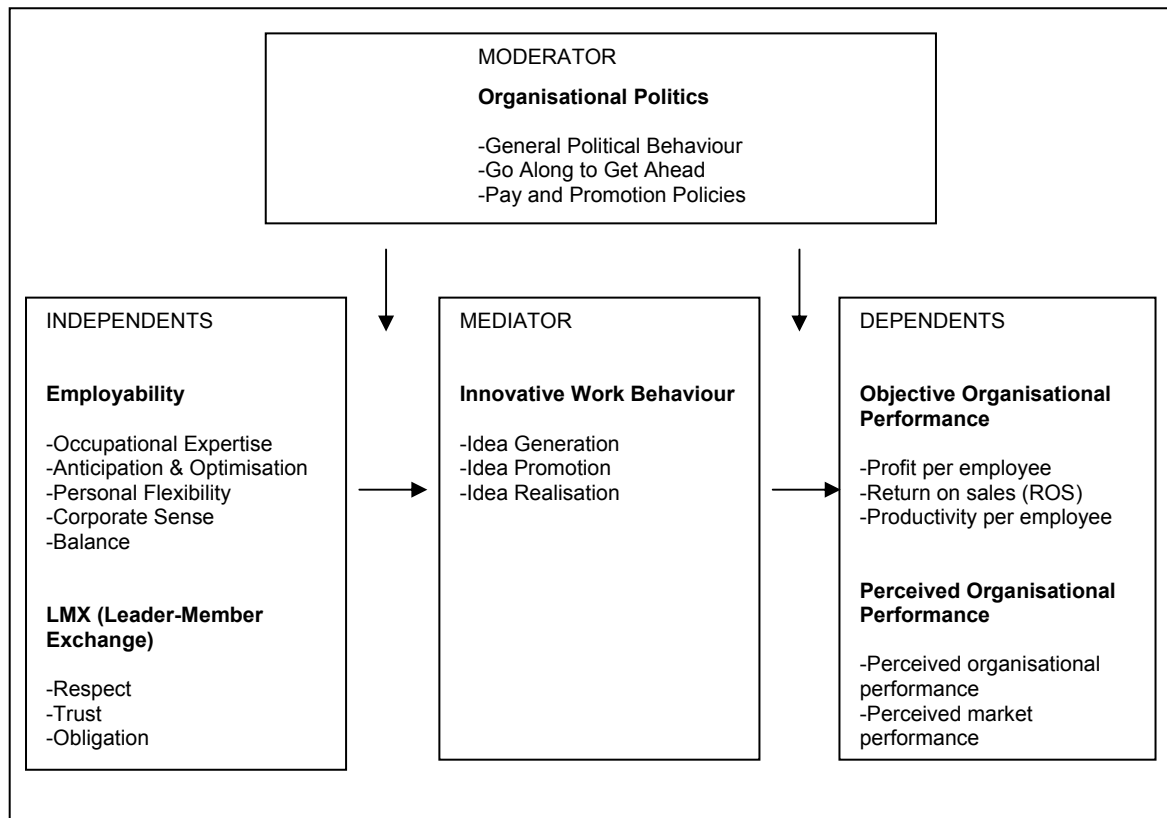 MODERATOR
Organisational Politics
-General Political Behaviour
-Go Along to Get Ahead
-Pay and Promotion Policies
INDEPENDENTS
Employability
-Occupational Expertise
-Anticipation & Optimisation
-Personal Flexibility
-Corporate Sense
-Balance
LMX (Leader-Member
Exchange)
-Respect
-Trust
-Obligation
MEDIATOR
Innovative Work Behaviour
-Idea Generation
-Idea Promotion
-Idea Realisation
DEPENDENTS
Objective Organisational
Performance
-Profit per employee
-Return on sales (ROS)
-Productivity per employee
Perceived Organisational
Performance
-Perceived organisational
performance
-Perceived market
performance